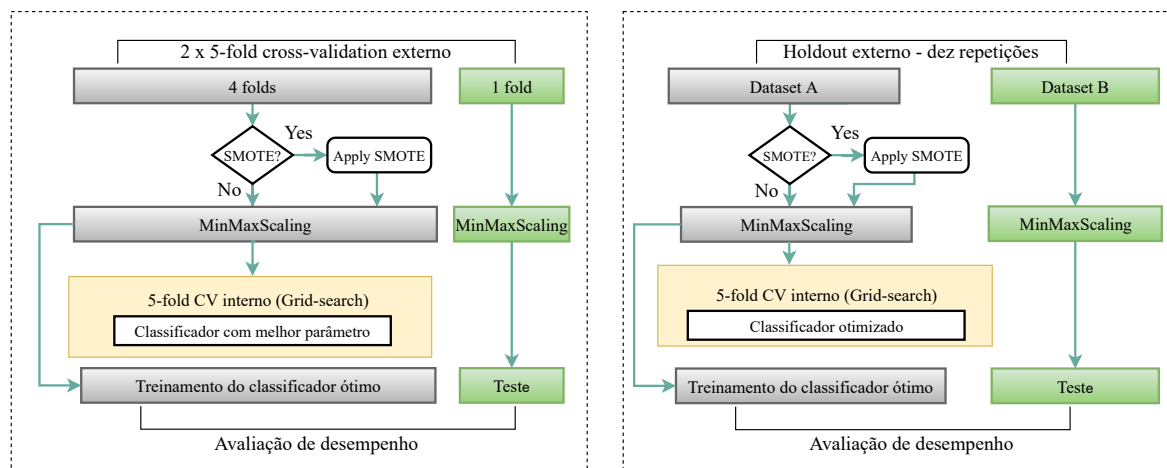 2 x 5-fold cross-validation externo
4 folds
1 fold
SMOTE?
Yes
Apply SMOTE
No
MinMaxScaling
MinMaxScaling
5-fold CV interno (Grid-search)
Classificador com melhor parâmetro
Treinamento do classificador ótimo
Teste
Avaliação de desempenho
Holdout externo - dez repetições
Dataset A
Dataset B
SMOTE?
Yes
Apply SMOTE
No
MinMaxScaling
MinMaxScaling
5-fold CV interno (Grid-search)
Classificador otimizado
Treinamento do classificador ótimo
Teste
Avaliação de desempenho